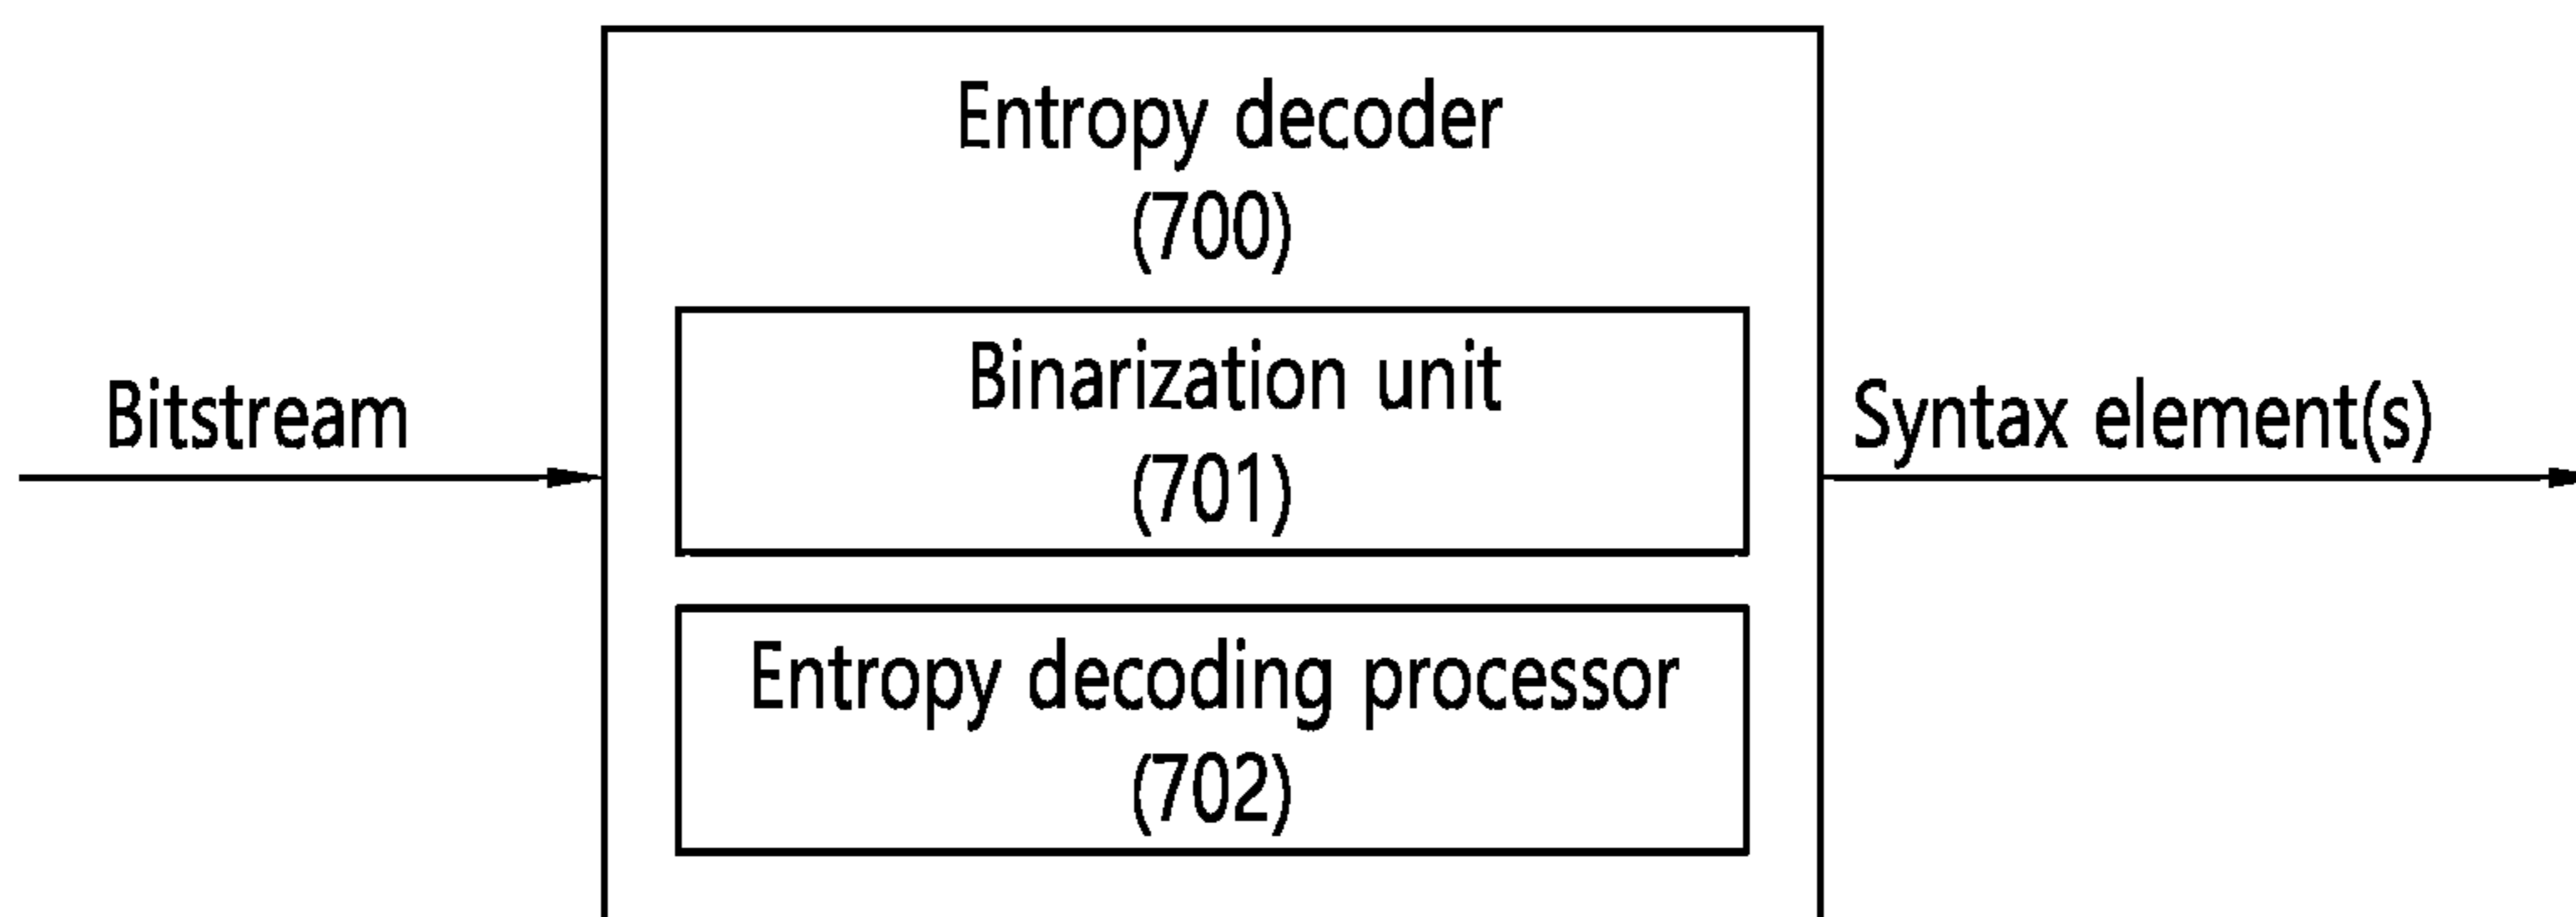 Bitstream
Entropy decoder
(700)
Binarization unit
(701)
Entropy decoding processor
(702)
Syntax element(s)